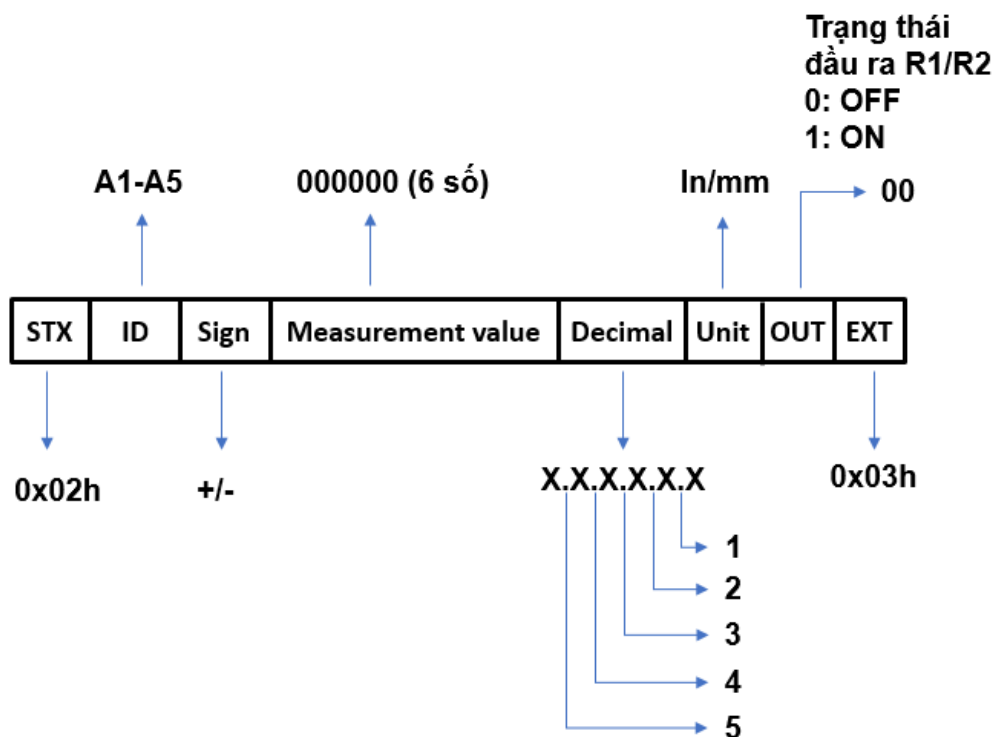 Trạng thái
đầu ra R1/R2
0: OFF
1: ON
A1-A5
000000 (6 số)
In/mm
00
STX
ID
Sign
Measurement value
Decimal
Unit
OUT
EXT
0x02h
+/-
X.X.X.X.X.X
0x03h
1
2
3
4
5